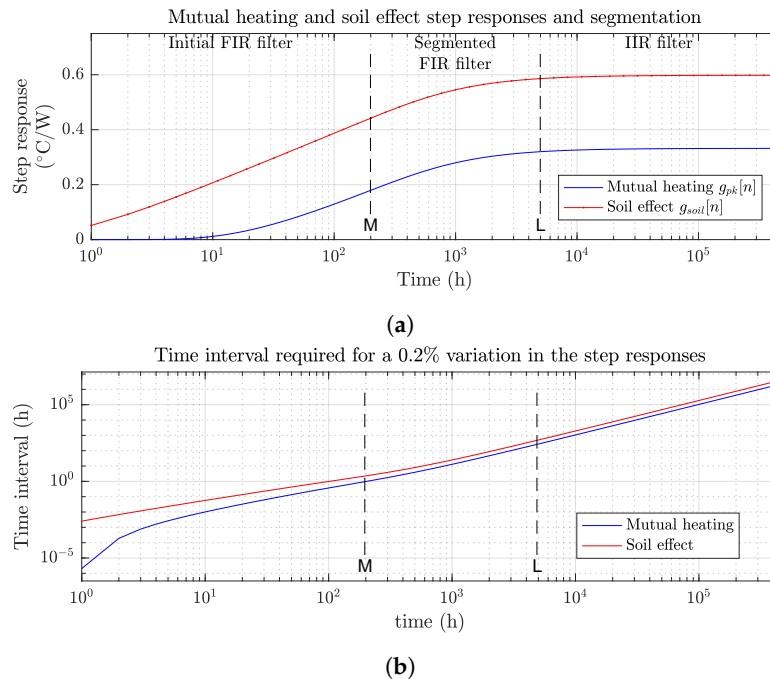 Mutual heating and soil effect step responses and segmentation
Initial FIR filter
Segmented
FIR filter
IIR filter
Step response
(°C/W)
0.6
0.4
0.2
0
M
L
Mutual heating g_{pk}[n]
Soil effect g_{soil}[n]
10^0
10^1
10^2
10^3
10^4
10^5
Time (h)
(a)
Time interval required for a 0.2% variation in the step responses
Time interval (h)
10^5
10^0
10^{-5}
M
L
Mutual heating
Soil effect
10^0
10^1
10^2
10^3
10^4
10^5
time (h)
(b)